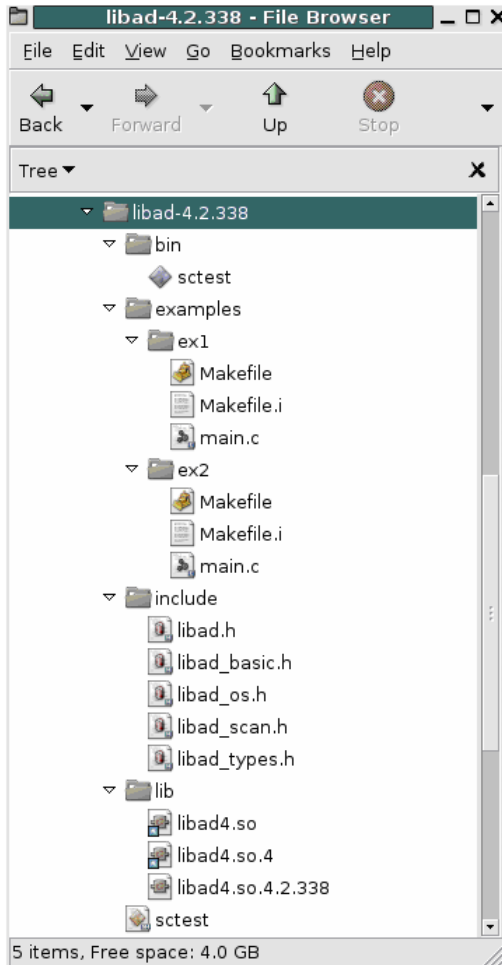 libad-4.2.338 - File Browser
File Edit View Go Bookmarks Help
Back Forward Up Stop
Tree
libad-4.2.338
bin
sctest
examples
ex1
Makefile
Makefile.i
main.c
ex2
Makefile
Makefile.i
main.c
include
libad.h
libad_basic.h
libad_os.h
libad_scan.h
libad_types.h
lib
libad4.so
libad4.so.4
libad4.so.4.2.338
sctest
5 items, Free space: 4.0 GB